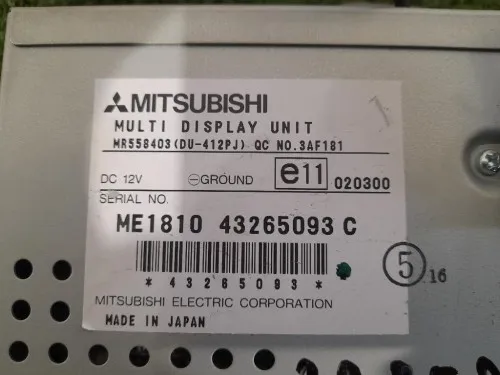 MITSUBISHI
MULTI DISPLAY UNIT
MR558403(DU-412PJ) QC NO.3AF181
DC 12V ⊖GROUND e11 020300
SERIAL NO.
ME1810 43265093 C
* 4 3 2 6 5 0 9 3 *
5 16
MITSUBISHI ELECTRIC CORPORATION
MADE IN JAPAN